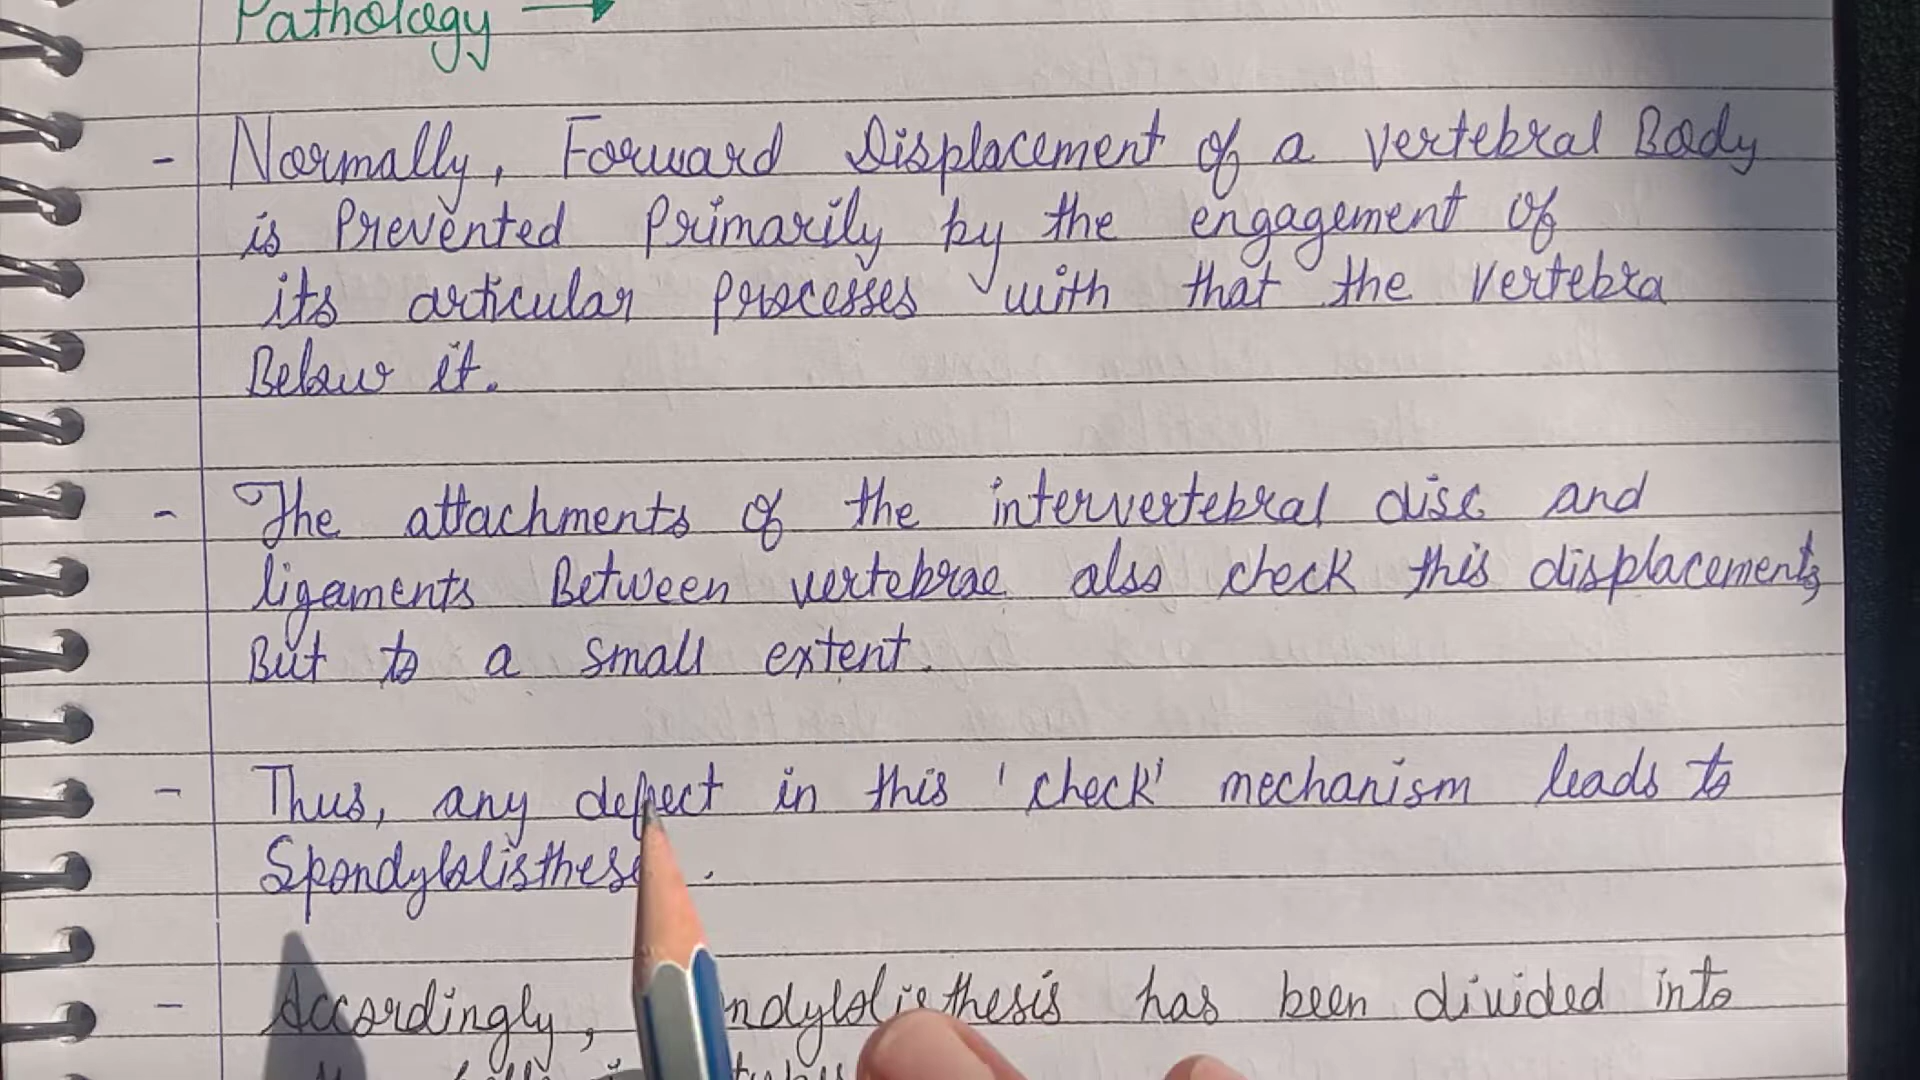 Pathology →
- Normally, Forward Displacement of a vertebral Body
is Prevented Primarily by the engagement of
its articular processes with that the vertebra
Below it.
- The attachments of the intervertebral disc and
ligaments Between vertebrae also check this displacement,
But to a small extent.
- Thus, any defect in this 'check' mechanism leads to
Spondylolisthes .
- Accordingly, ndylolisthesis has been divided into